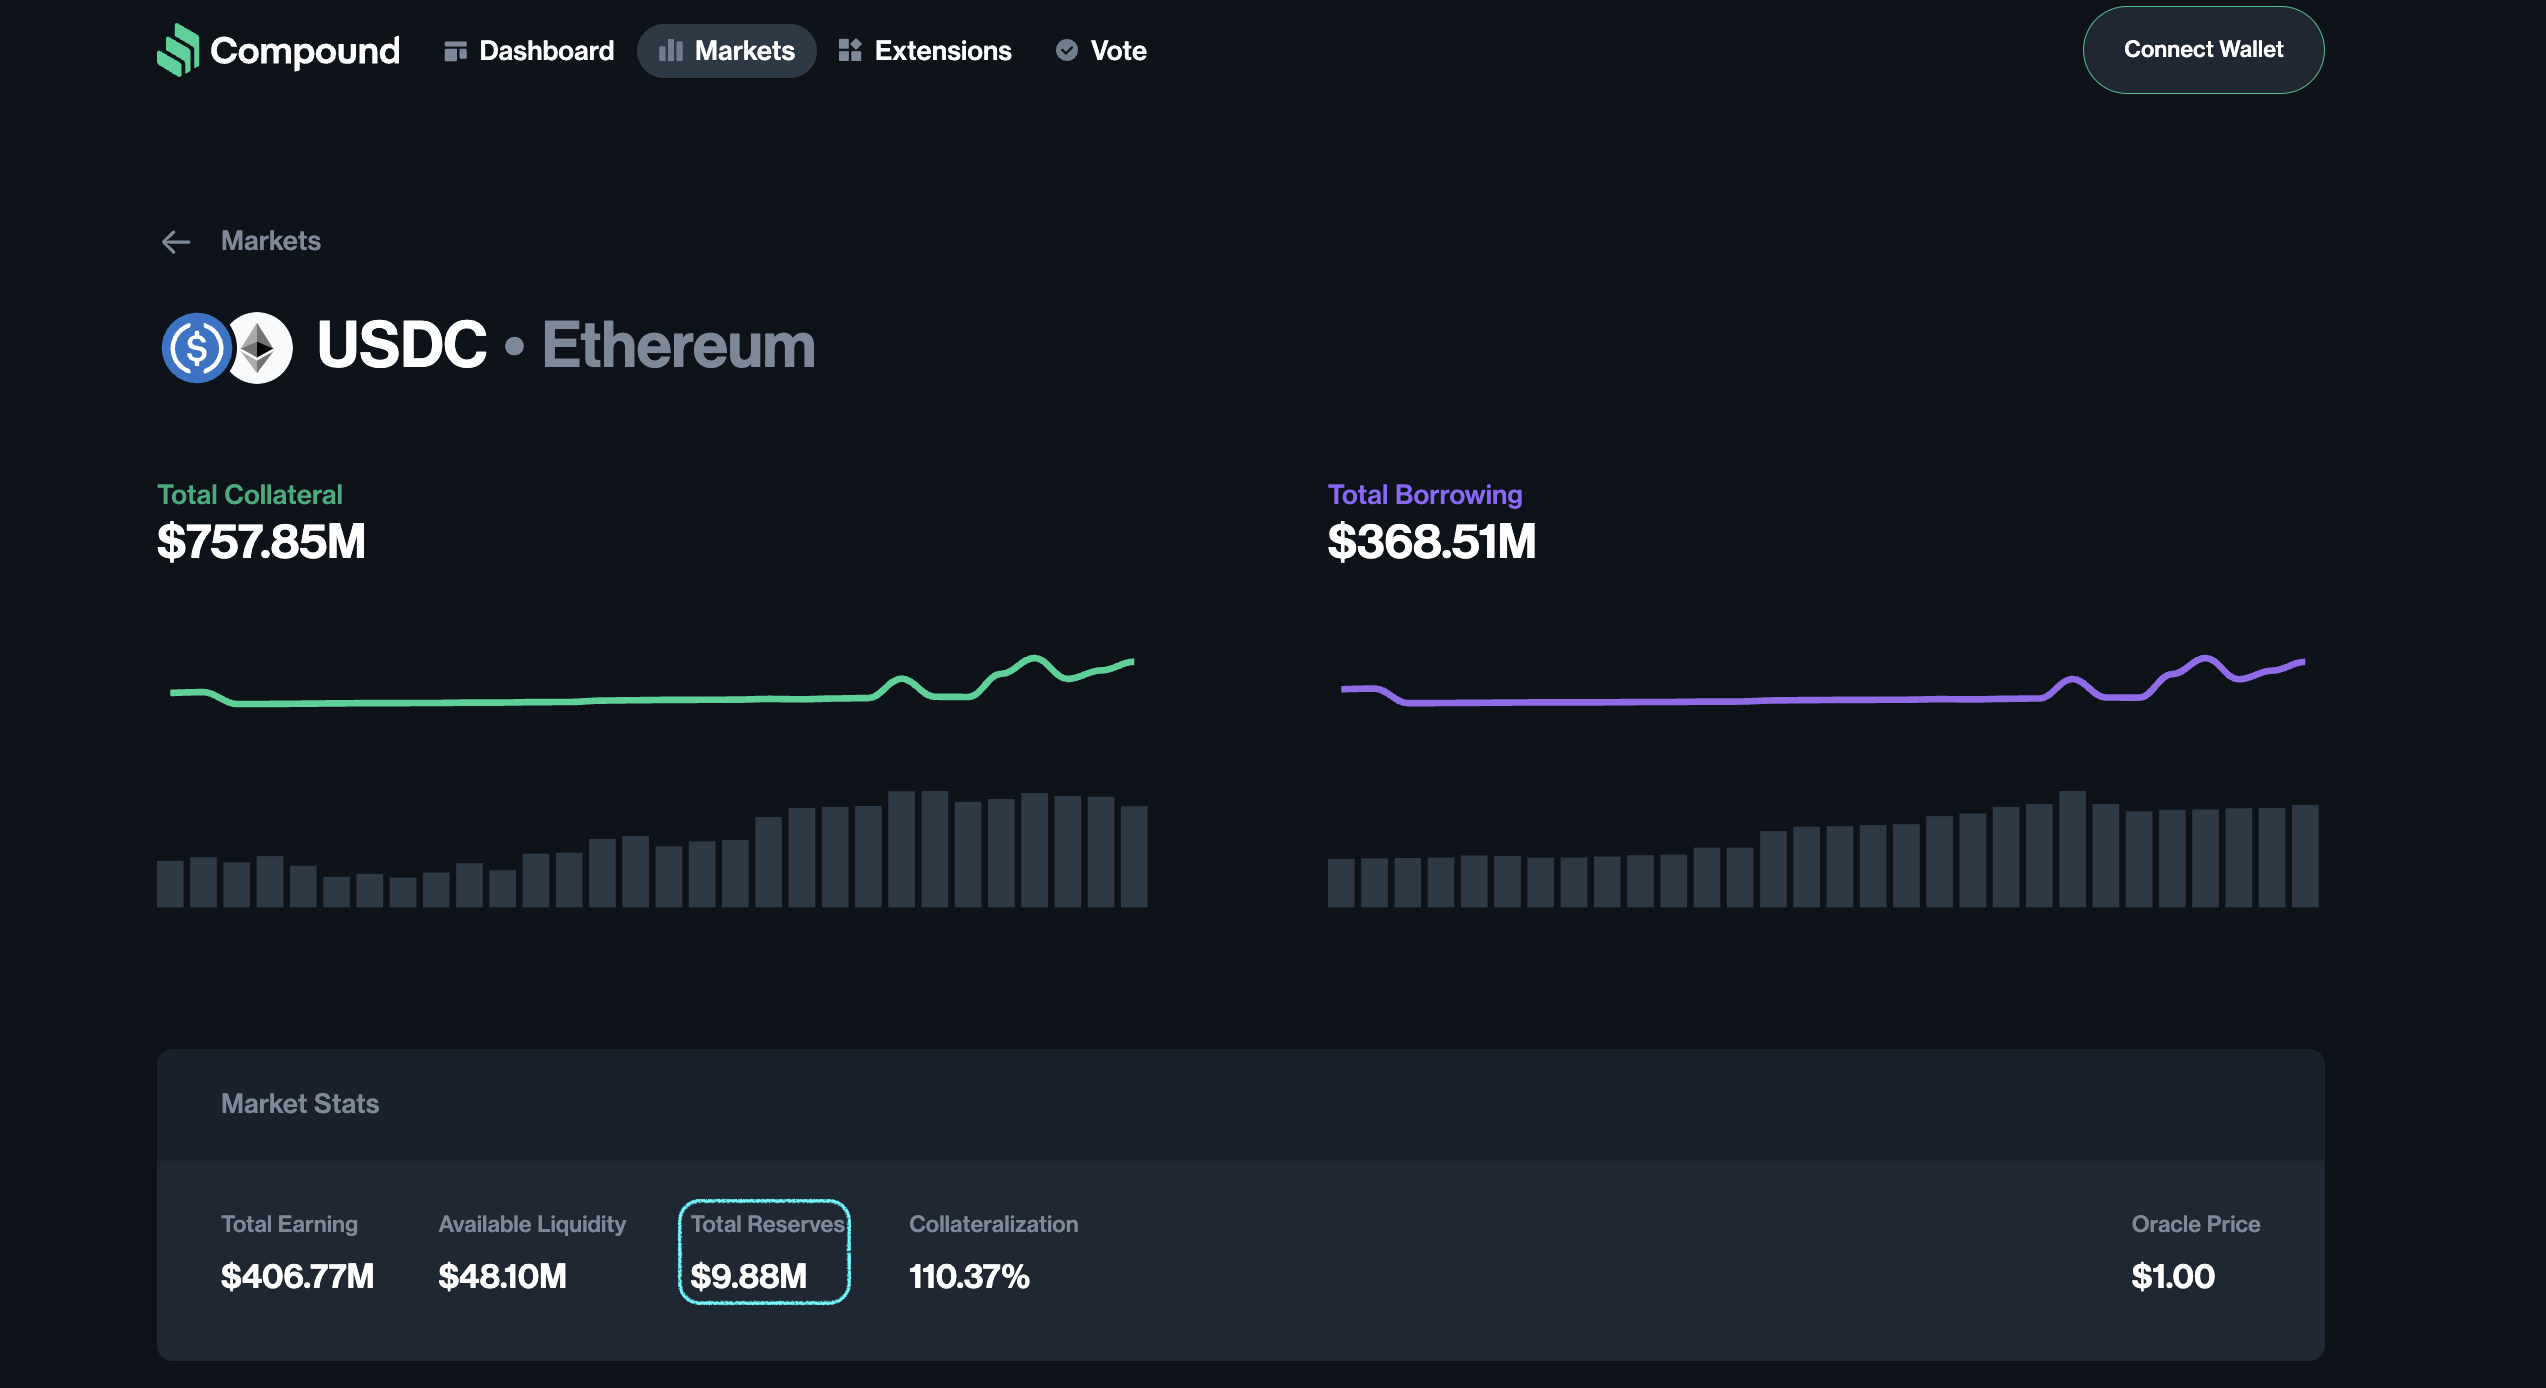 Compound Dashboard Markets Extensions Vote Connect Wallet
Markets
USDC • Ethereum
Total Collateral
$757.85M
Total Borrowing
$368.51M
Market Stats
Total Earning Available Liquidity Total Reserves Collateralization Oracle Price
$406.77M $48.10M $9.88M 110.37% $1.00